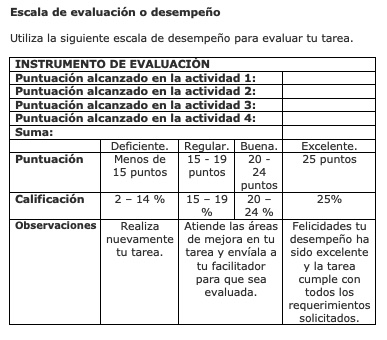 Escala de evaluación o desempeño
Utiliza la siguiente escala de desempeño para evaluar tu tarea.
INSTRUMENTO DE EVALUACIÓN
Puntuación alcanzado en la actividad 1:
Puntuación alcanzado en la actividad 2:
Puntuación alcanzado en la actividad 3:
Puntuación alcanzado en la actividad 4:
Suma:
Deficiente. Regular. Buena. Excelente.
Puntuación Menos de 15 - 19 20 - 25 puntos
15 puntos puntos 24
puntos
Calificación 2 – 14 % 15 – 19 20 – 25%
% 24 %
Observaciones Realiza Atiende las áreas Felicidades tu
nuevamente de mejora en tu desempeño ha
tu tarea. tarea y envíala a sido excelente
tu facilitador y la tarea
para que sea cumple con
evaluada. todos los
requerimientos
solicitados.